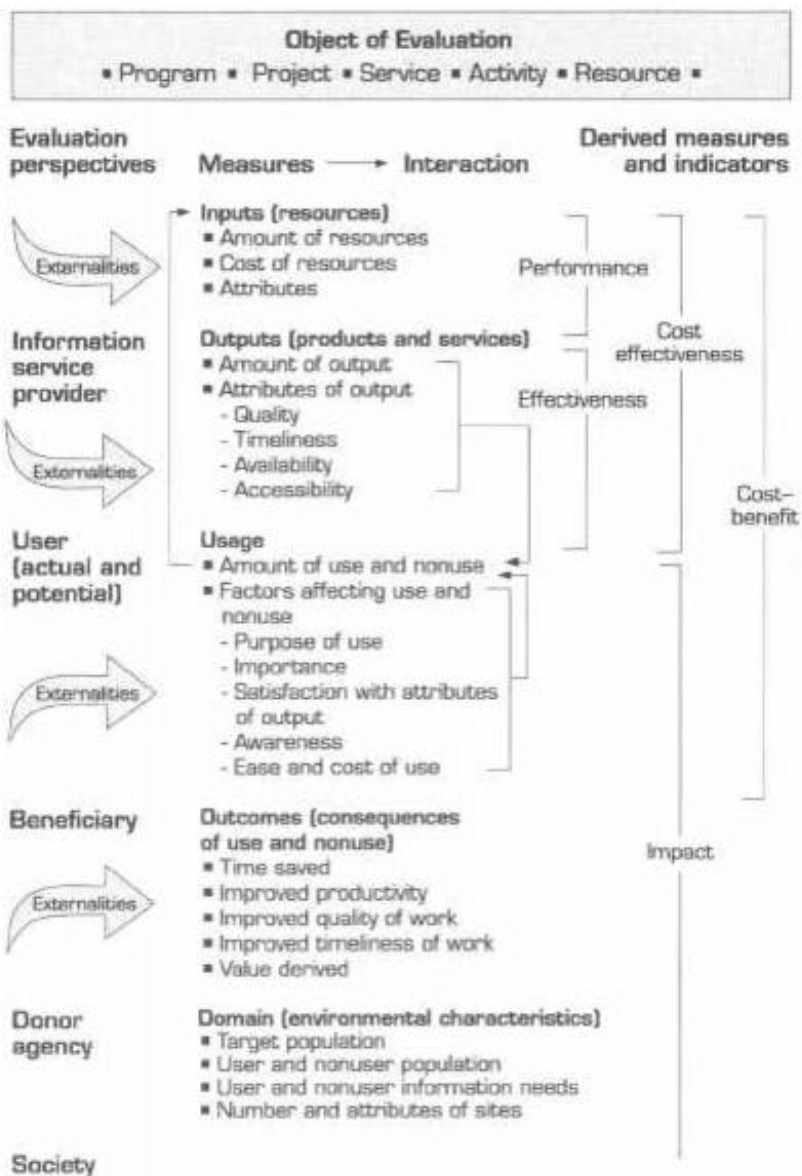 Object of Evaluation
▪ Program ▪ Project ▪ Service ▪ Activity ▪ Resource ▪
Evaluation perspectives
Measures → Interaction
Derived measures and indicators
Externalities
Information service provider
Externalities
User (actual and potential)
Externalities
Beneficiary
Externalities
Donor agency
Society
Inputs (resources)
▪ Amount of resources
▪ Cost of resources
▪ Attributes
Outputs (products and services)
▪ Amount of output
▪ Attributes of output
- Quality
- Timeliness
- Availability
- Accessibility
Usage
▪ Amount of use and nonuse
▪ Factors affecting use and
nonuse
- Purpose of use
- Importance
- Satisfaction with attributes
of output
- Awareness
- Ease and cost of use
Outcomes (consequences
of use and nonuse)
▪ Time saved
▪ Improved productivity
▪ Improved quality of work
▪ Improved timeliness of work
▪ Value derived
Domain (environmental characteristics)
▪ Target population
▪ User and nonuser population
▪ User and nonuser information needs
▪ Number and attributes of sites
Performance
Effectiveness
Cost
effectiveness
Cost–
benefit
Impact